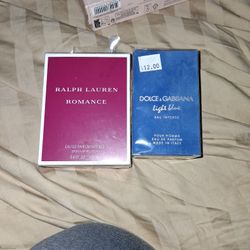 RALPH LAUREN
ROMANCE
$12.00
DOLCE & GABBANA
light blue
EAU INTENSE
POUR HOMME
EAU DE PARFUM
MADE IN ITALY